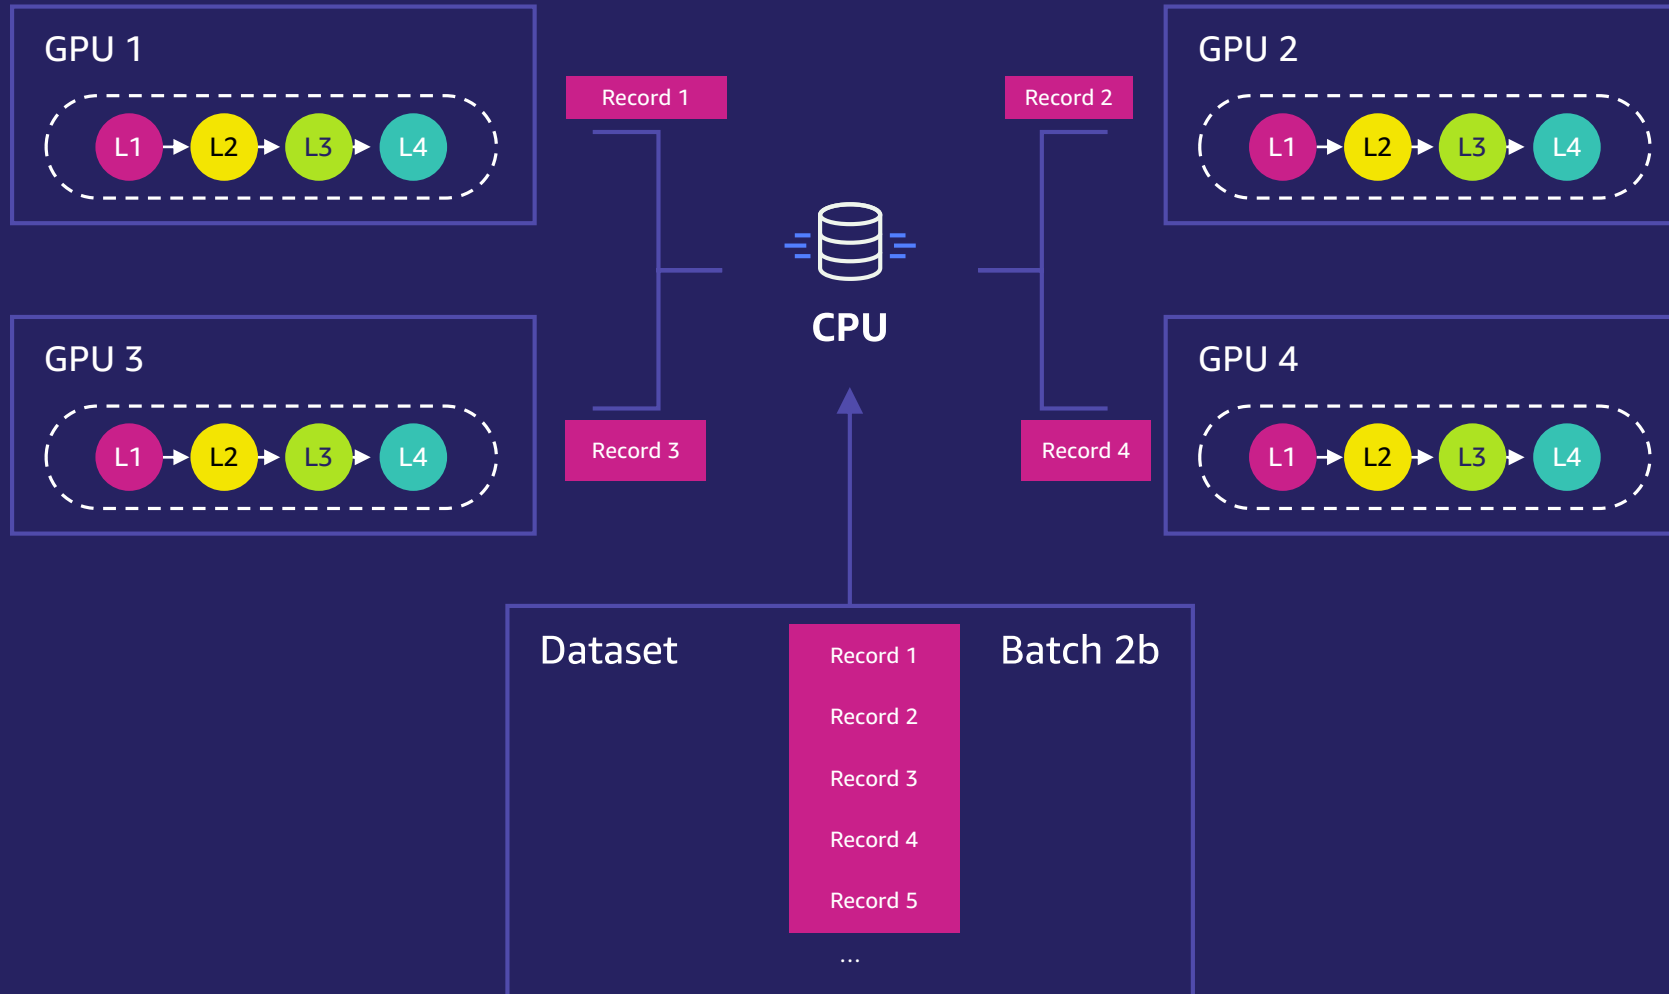 GPU 1
L1 L2 L3 L4
Record 1
Record 2
GPU 2
L1 L2 L3 L4
CPU
GPU 3
L1 L2 L3 L4
Record 3
Record 4
GPU 4
L1 L2 L3 L4
Dataset
Record 1
Record 2
Record 3
Record 4
Record 5
...
Batch 2b